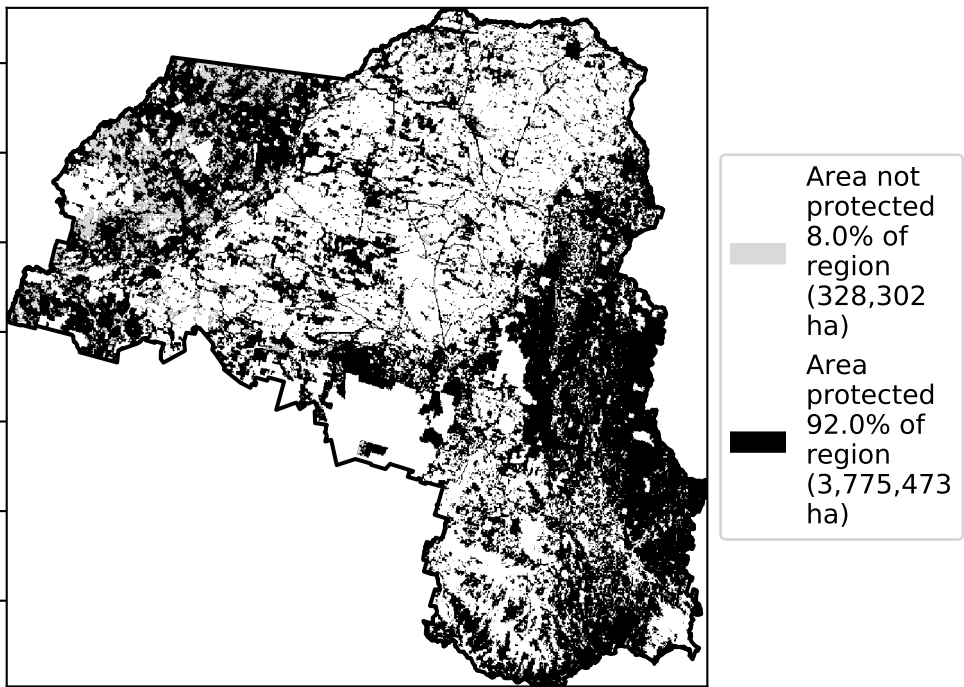 Area not
protected
8.0% of
region
(328,302
ha)
Area
protected
92.0% of
region
(3,775,473
ha)